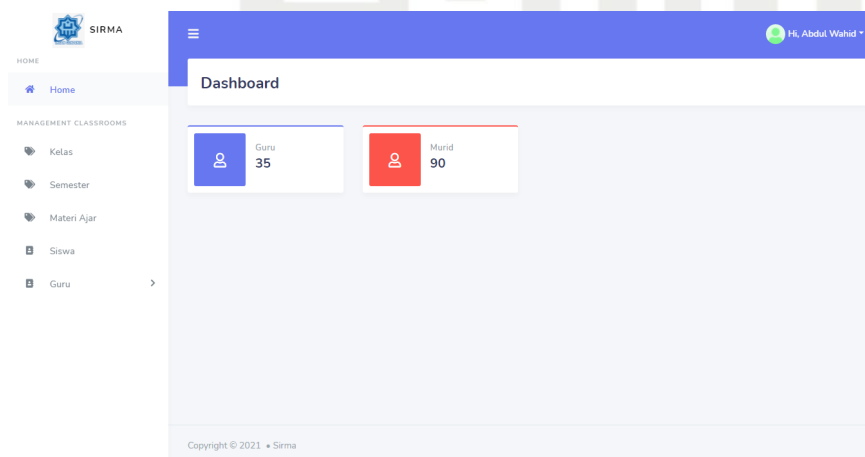 SIRMA
HOME
Home
MANAGEMENT CLASSROOMS
Kelas
Semester
Materi Ajar
Siswa
Guru
Hi, Abdul Wahid
Dashboard
Guru
35
Murid
90
Copyright © 2021 • Sirma